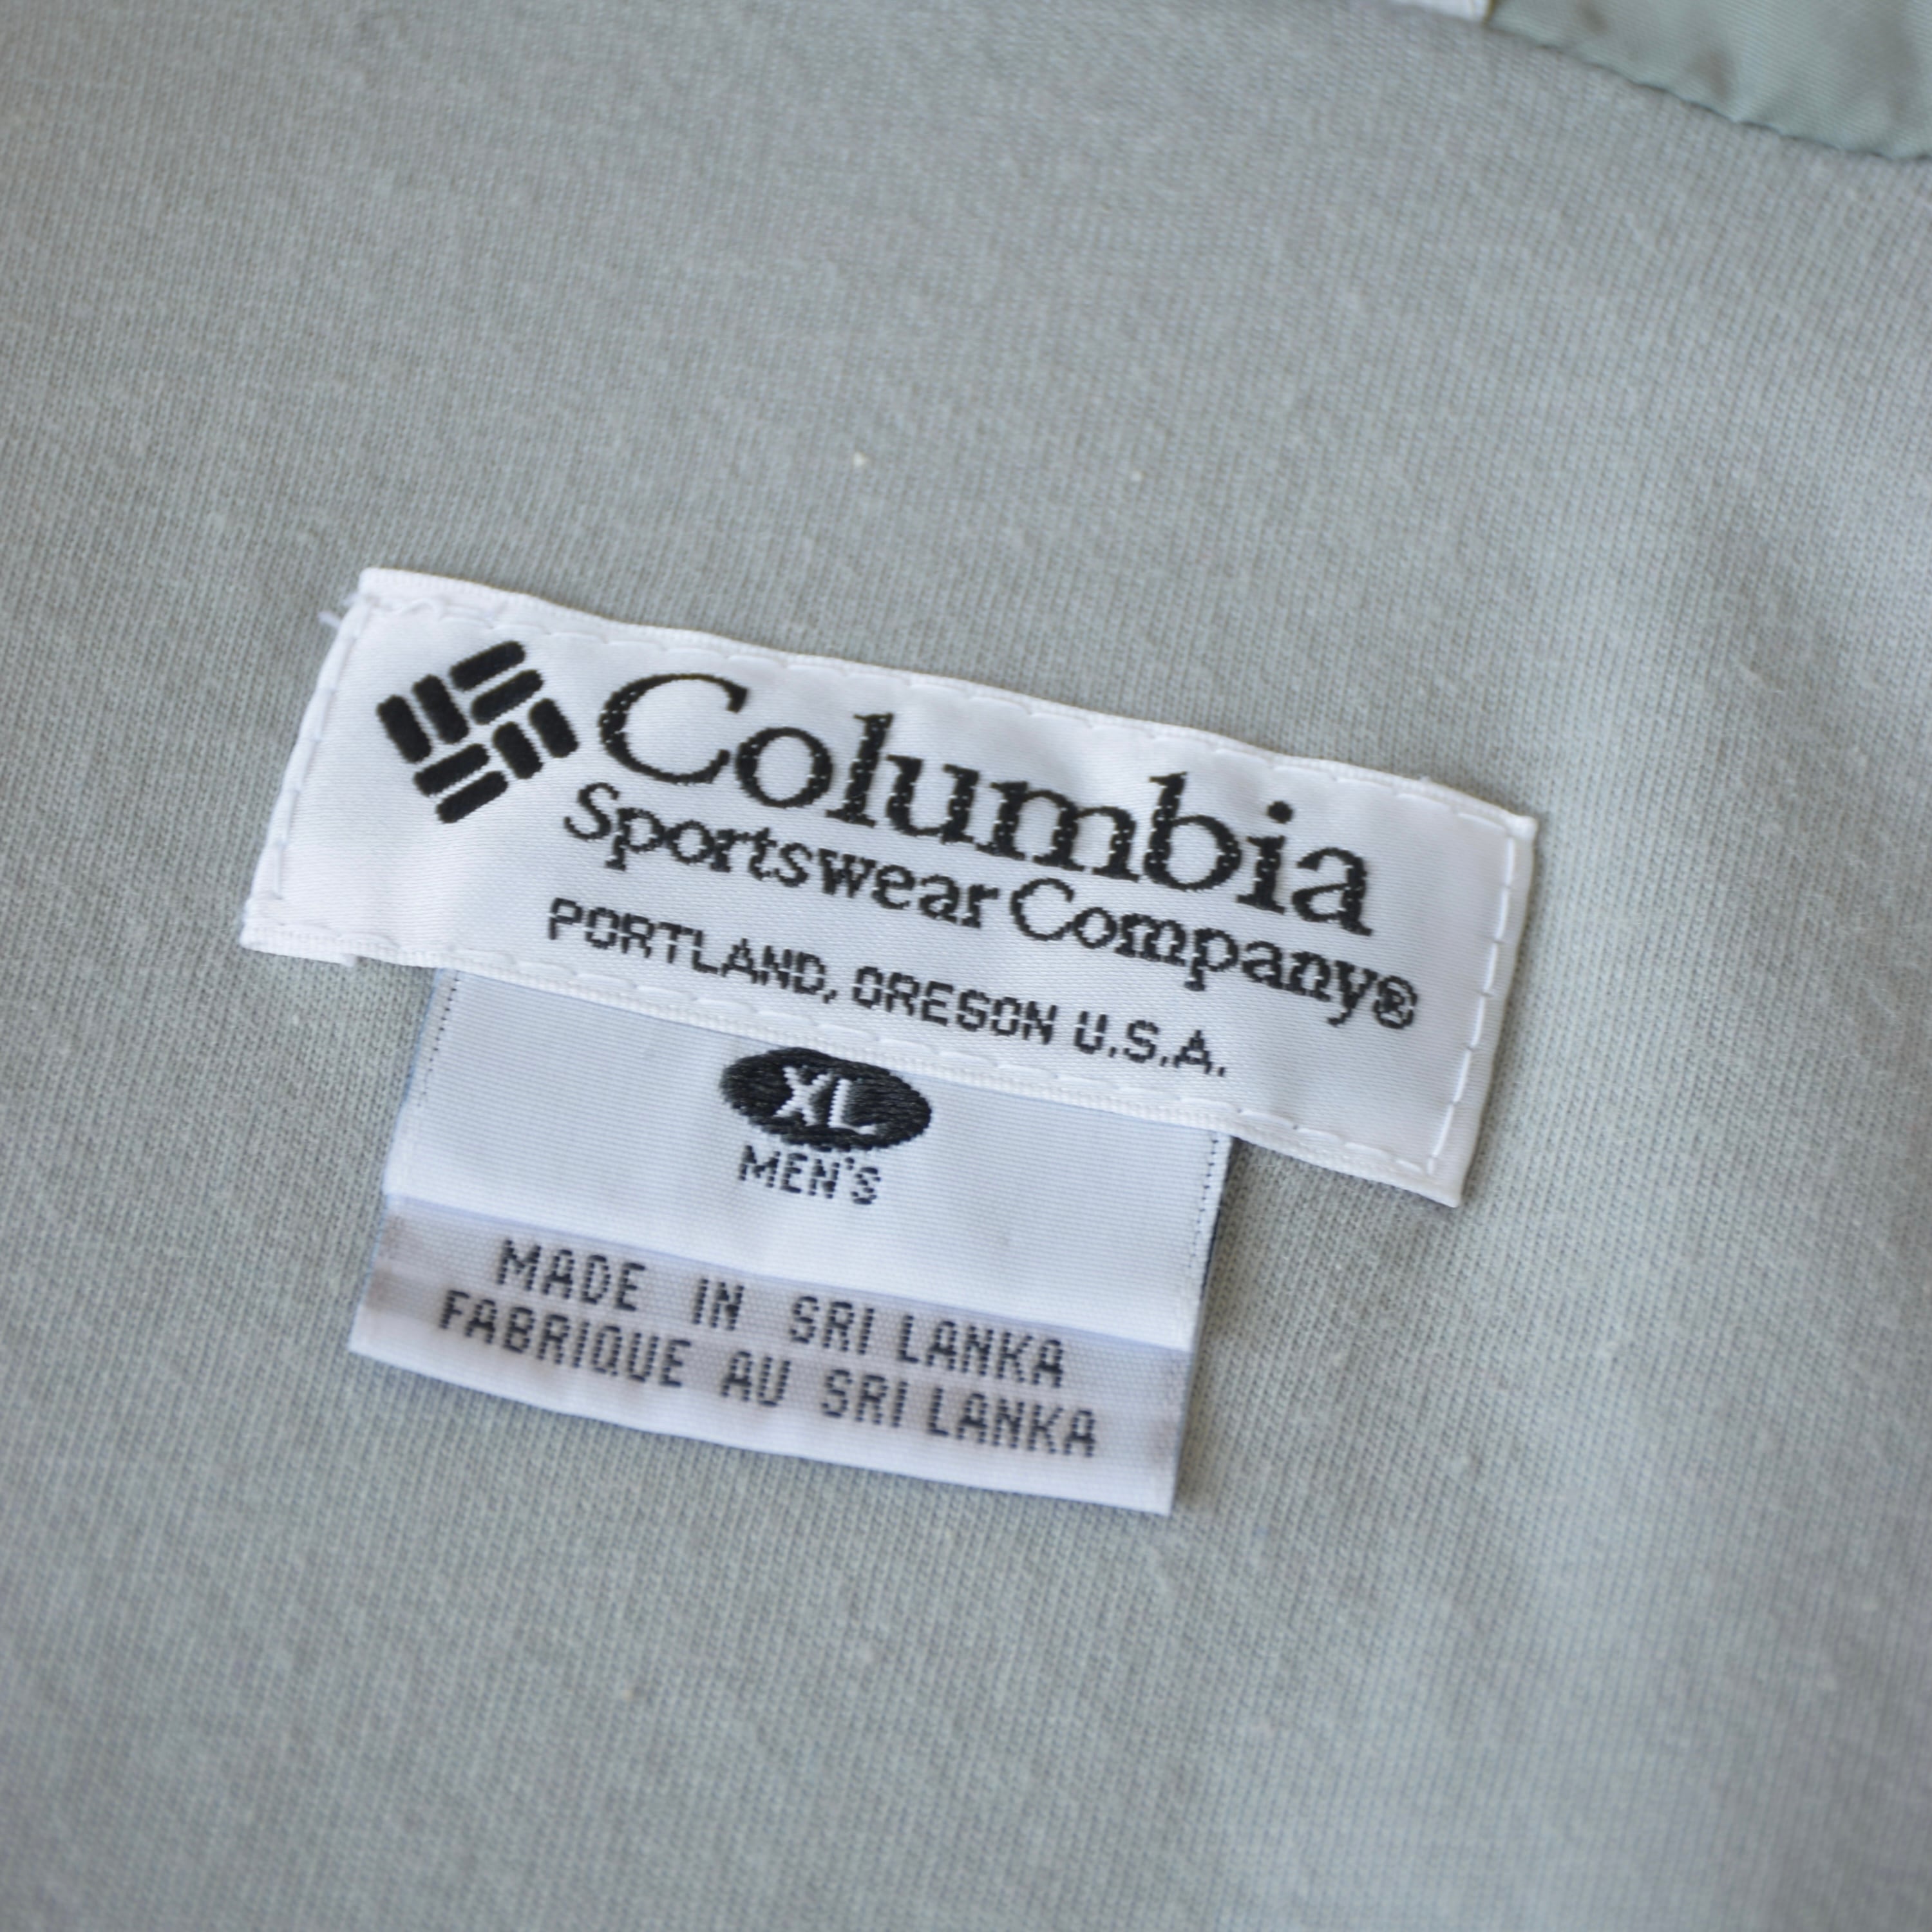 Columbia
Sportswear Company®
PORTLAND, OREGON U.S.A.
XL
MEN'S
MADE IN SRI LANKA
FABRIQUE AU SRI LANKA